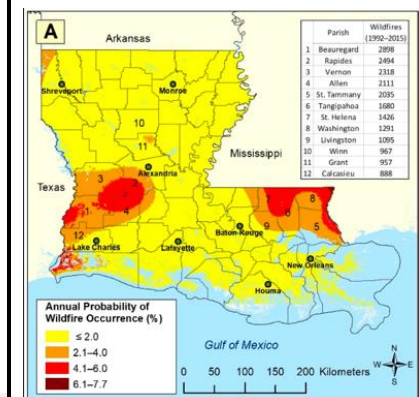 A
Arkansas
Parish Wildfires (1992–2015)
1 Beauregard 2898
2 Rapides 2494
3 Vernon 2318
4 Allen 2111
5 St. Tammany 2035
6 Tangipahoa 1680
7 St. Helena 1426
8 Washington 1291
9 Livingston 1095
10 Winn 967
11 Grant 957
12 Calcasieu 888
Shreveport
Monroe
10
11
Mississippi
Alexandria
Texas
3
4
1
8
6
9
5
12
Baton Rouge
Lake Charles
Lafayette
New Orleans
Houma
Annual Probability of
Wildfire Occurrence (%)
≤ 2.0
2.1–4.0
4.1–6.0
6.1–7.7
Gulf of Mexico
N
W
E
S
0 50 100 150 200 Kilometers